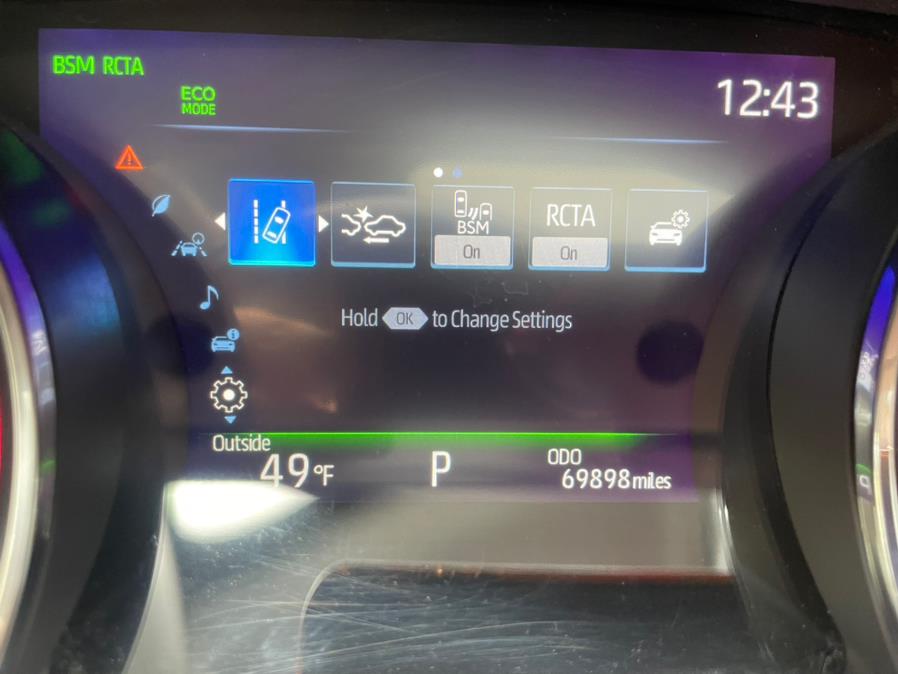 BSM RCTA
ECO
MODE
12:43
BSM
On
RCTA
On
Hold OK to Change Settings
Outside
49°F
P
ODO
69898 miles